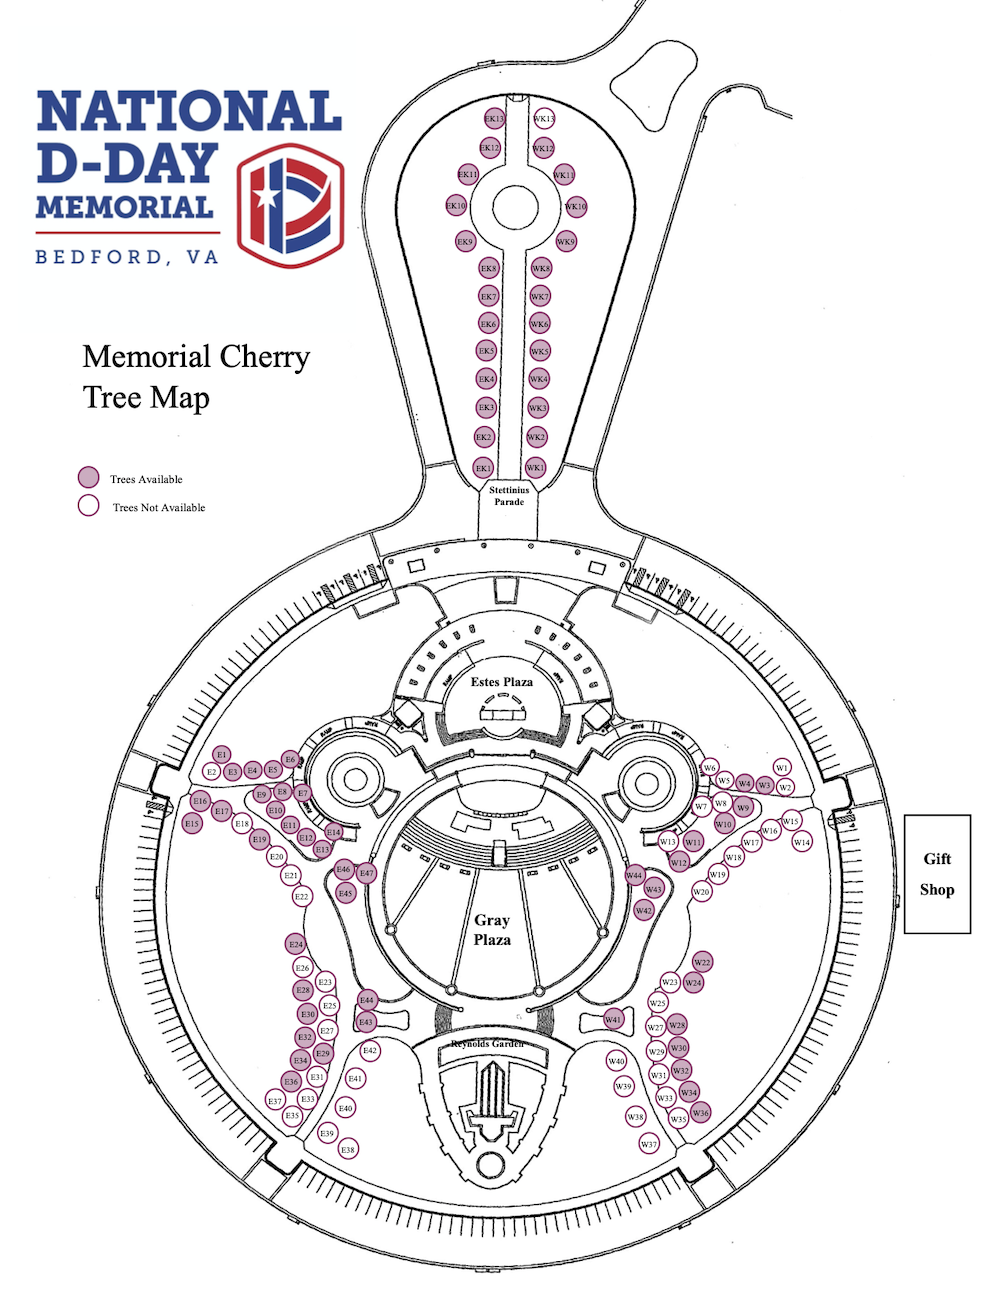 NATIONAL
D-DAY
MEMORIAL
BEDFORD, VA
Memorial Cherry
Tree Map
Trees Available
Trees Not Available
EK13 WK13
EK12 WK12
EK11 WK11
EK10 WK10
EK9 WK9
EK8 WK8
EK7 WK7
EK6 WK6
EK5 WK5
EK4 WK4
EK3 WK3
EK2 WK2
EK1 WK1
Stettinius
Parade
Estes Plaza
E1
E2 E3 E4 E5 E6
E9 E8 E7
E10
E11
E12
E13
E14
E16
E15
E17
E18
E19
E20
E21
E22
E46 E47
E45
E24
E26
E23
E28
E25
E30
E27
E32
E29
E34
E31
E36
E33
E37
E35
E44
E43
E42
E41
E40
E39
E38
W6
W1
W5 W4 W3 W2
W7 W8 W9
W10
W13 W11
W12
W15
W14
W16
W17
W18
W19
W20
W44
W43
W42
W22
W23 W24
W25
W27 W28
W29 W30
W31 W32
W33 W34
W35 W36
W41
W40
W39
W38
W37
Gray
Plaza
Reynolds Garden
Gift
Shop